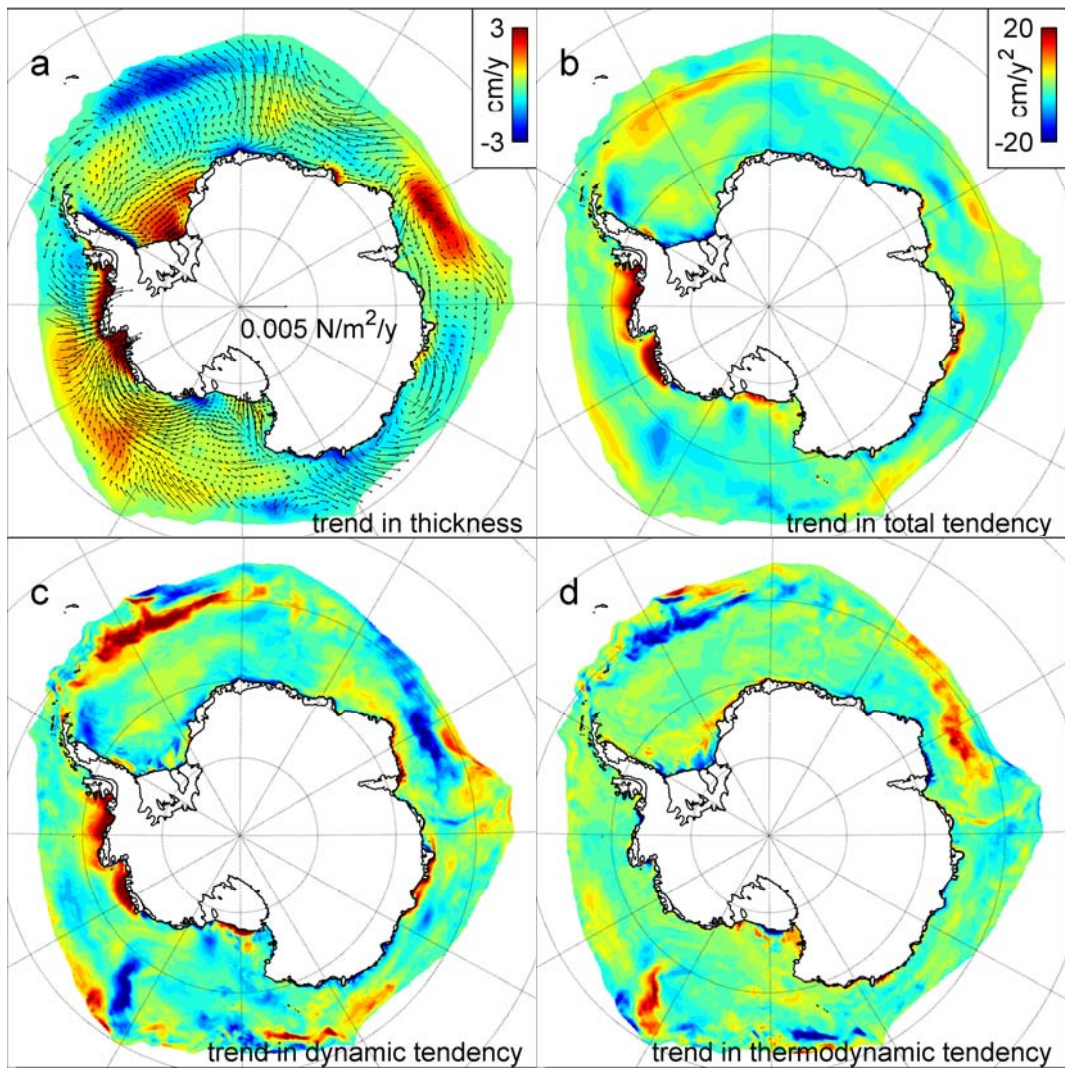 a
3
cm/y
-3
0.005 N/m²/y
trend in thickness
b
20
cm/y²
-20
trend in total tendency
c
trend in dynamic tendency
d
trend in thermodynamic tendency